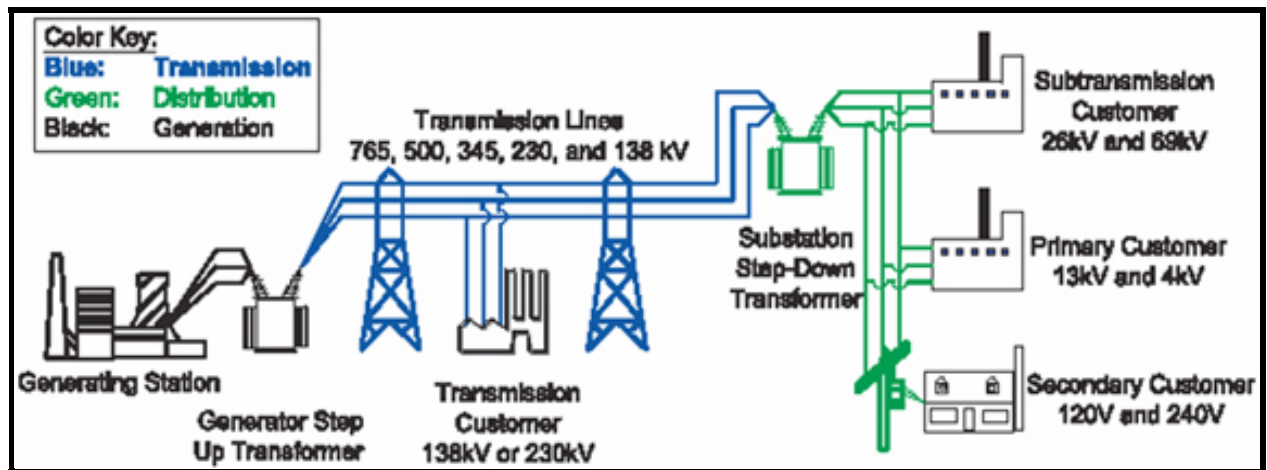 Color Key:
Blue: Transmission
Green: Distribution
Black: Generation
Transmission Lines
765, 500, 345, 230, and 138 kV
Subtransmission
Customer
26kV and 69kV
Substation
Step-Down
Transformer
Primary Customer
13kV and 4kV
Generating Station
Generator Step
Up Transformer
Transmission
Customer
138kV or 230kV
Secondary Customer
120V and 240V